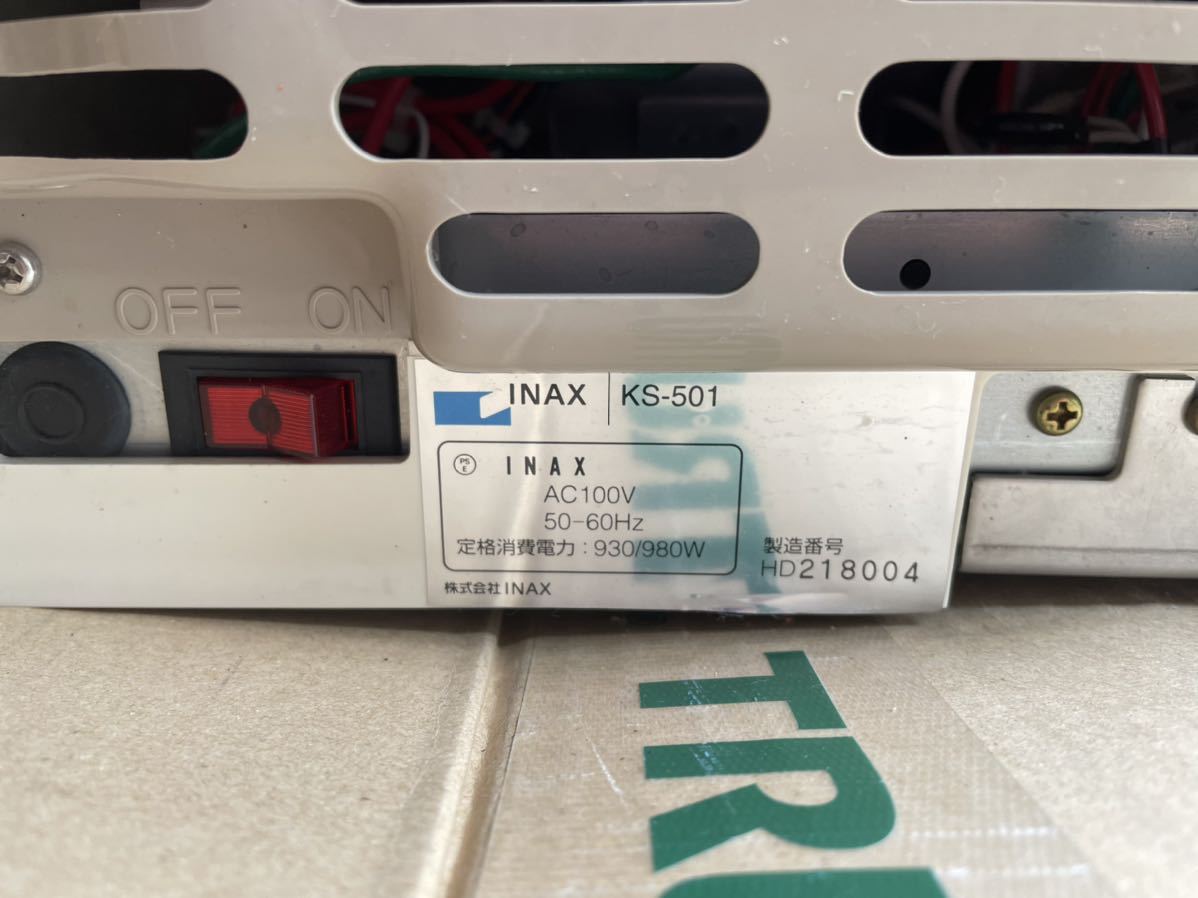 OFF ON
INAX KS-501
PS
E
INAX
AC100V
50-60Hz
定格消費電力：930/980W
製造番号
HD218004
株式会社INAX
TR